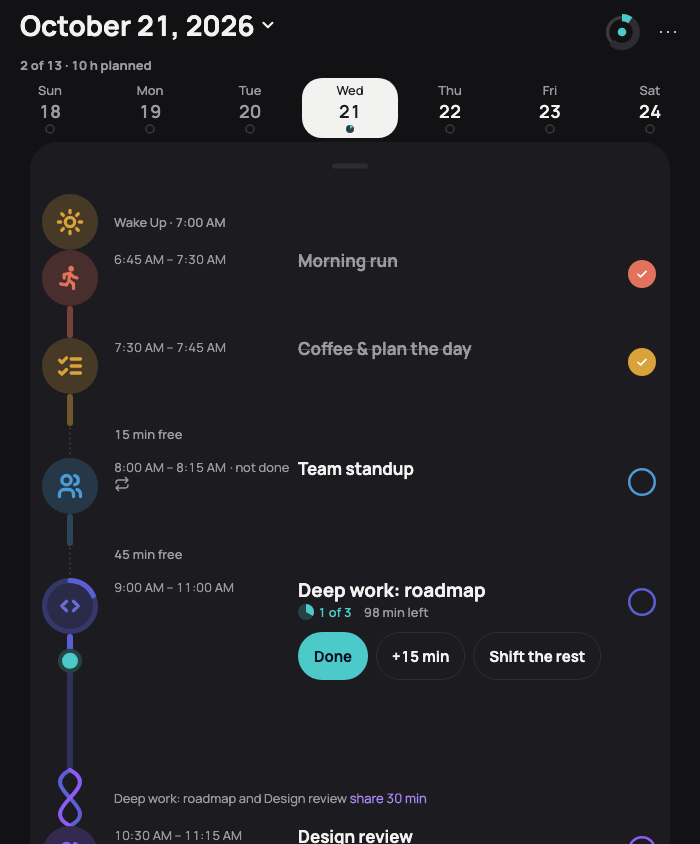 October 21, 2026
2 of 13 · 10 h planned
Sun Mon Tue Wed Thu Fri Sat
18 19 20 21 22 23 24
Wake Up · 7:00 AM
6:45 AM – 7:30 AM Morning run
7:30 AM – 7:45 AM Coffee & plan the day
15 min free
8:00 AM – 8:15 AM · not done Team standup
45 min free
9:00 AM – 11:00 AM Deep work: roadmap
1 of 3 98 min left
Done +15 min Shift the rest
Deep work: roadmap and Design review share 30 min
10:30 AM – 11:15 AM Design review